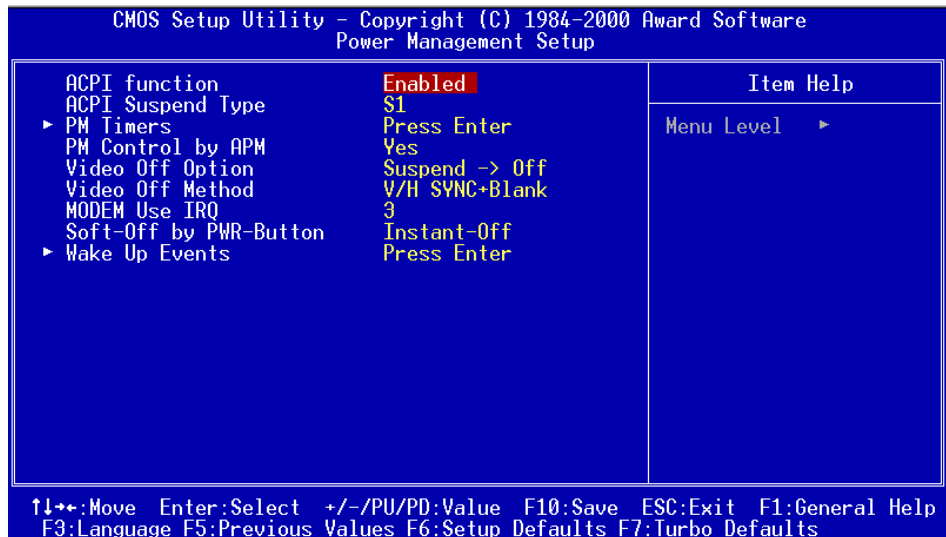 CMOS Setup Utility – Copyright (C) 1984–2000 Award Software
Power Management Setup
ACPI function Enabled
ACPI Suspend Type S1
► PM Timers Press Enter
PM Control by APM Yes
Video Off Option Suspend –> Off
Video Off Method V/H SYNC+Blank
MODEM Use IRQ 3
Soft-Off by PWR-Button Instant-Off
► Wake Up Events Press Enter
Item Help
Menu Level ►
↑↓→←:Move Enter:Select +/-/PU/PD:Value F10:Save ESC:Exit F1:General Help
F3:Language F5:Previous Values F6:Setup Defaults F7:Turbo Defaults